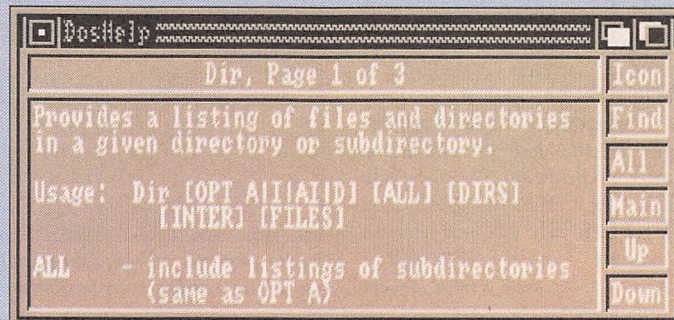 DosHelp
Dir, Page 1 of 3
Icon
Provides a listing of files and directories
in a given directory or subdirectory.
Find
All
Usage: Dir [OPT A|I|AI|D] [ALL] [DIRS]
[INTER] [FILES]
Main
Up
ALL - include listings of subdirectories
(same as OPT A)
Down